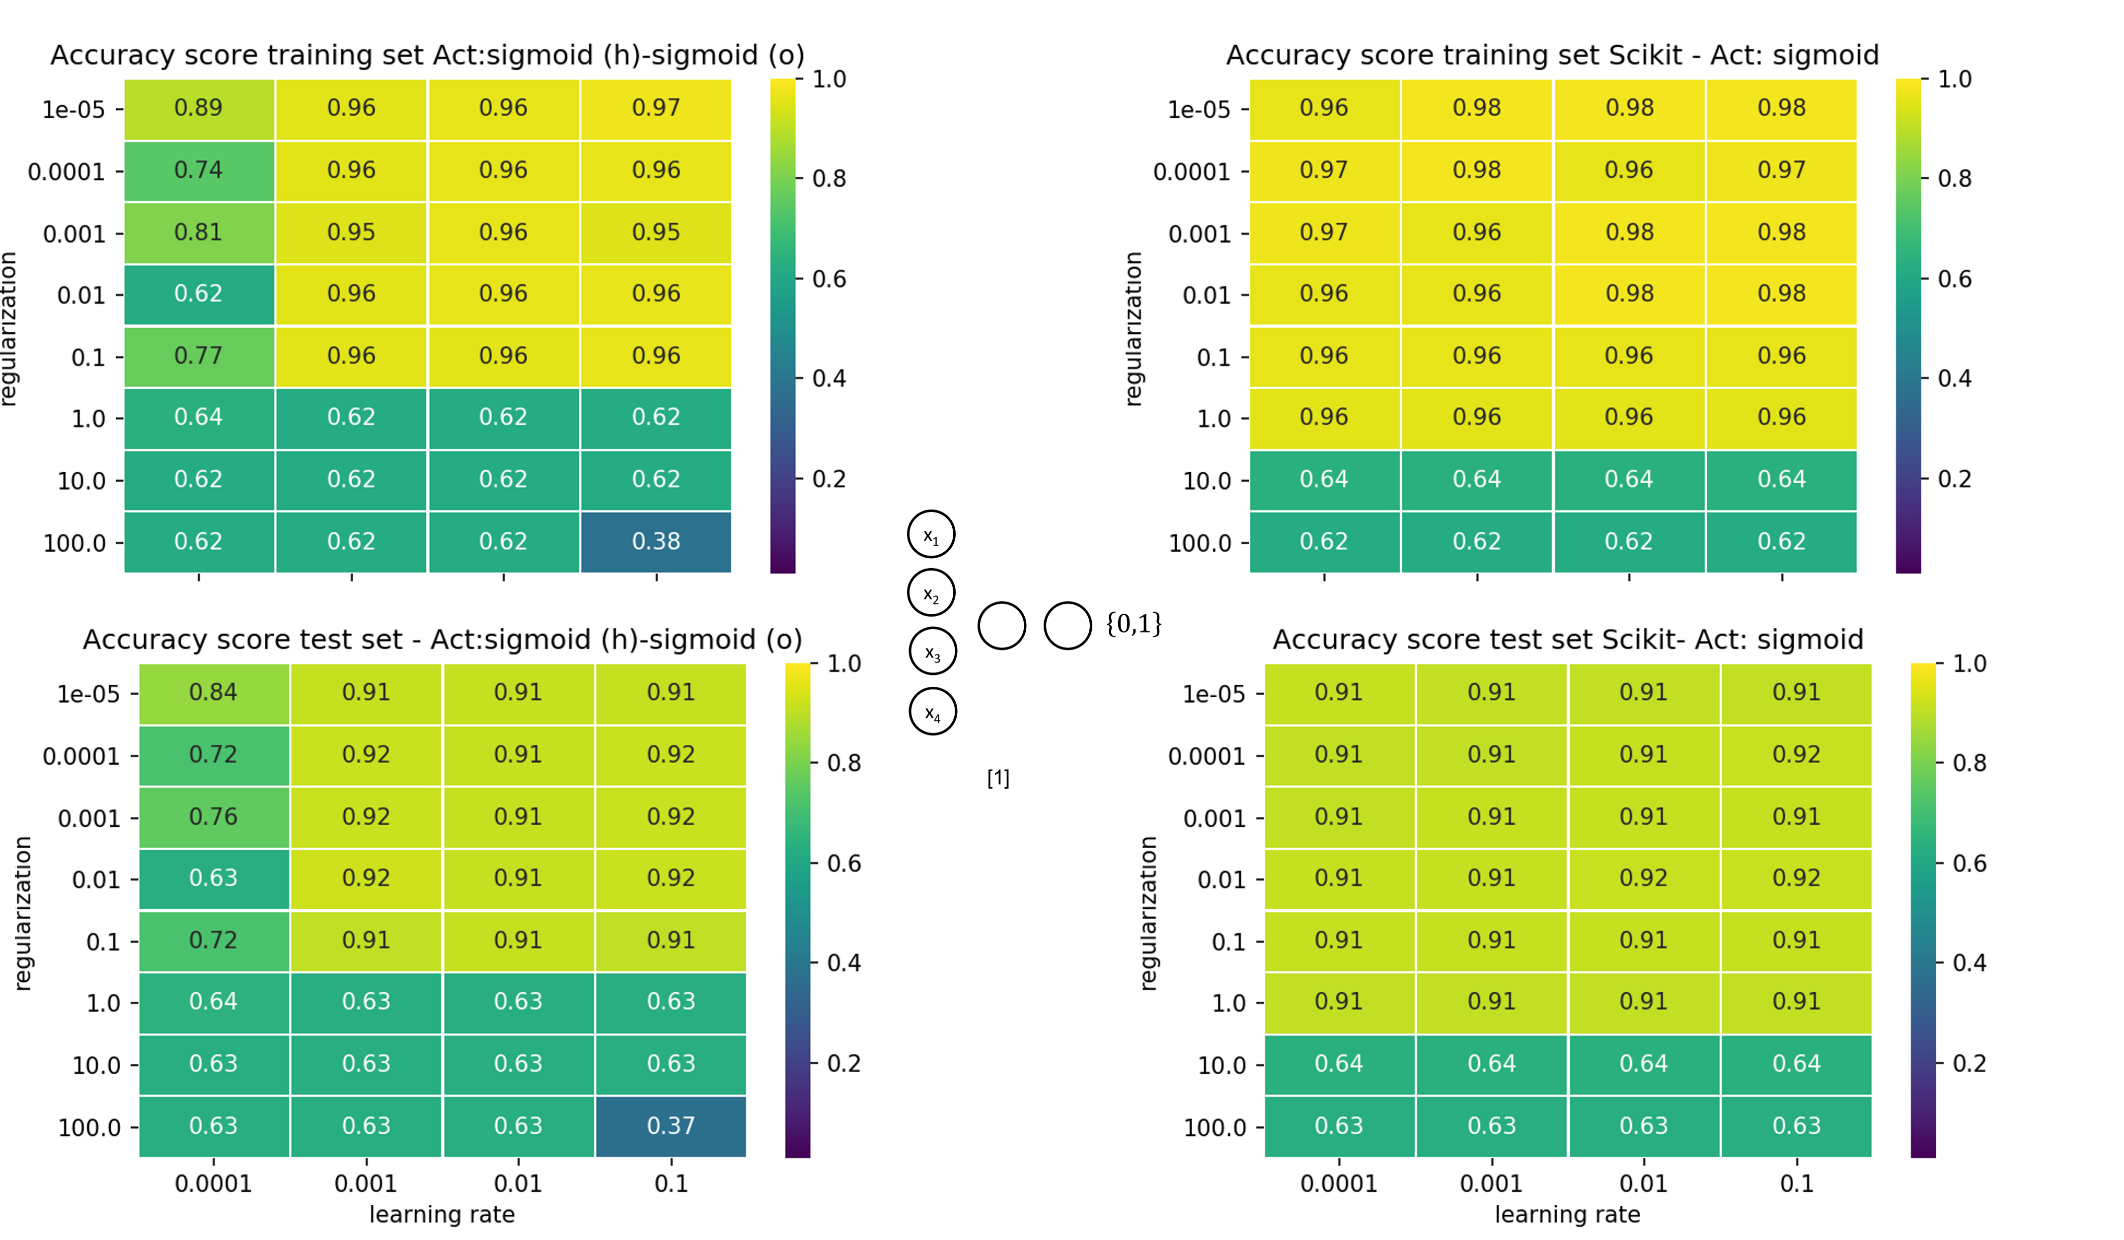 Accuracy score training set Act:sigmoid (h)-sigmoid (o)
regularization
1e-05 0.89 0.96 0.96 0.97
0.0001 0.74 0.96 0.96 0.96
0.001 0.81 0.95 0.96 0.95
0.01 0.62 0.96 0.96 0.96
0.1 0.77 0.96 0.96 0.96
1.0 0.64 0.62 0.62 0.62
10.0 0.62 0.62 0.62 0.62
100.0 0.62 0.62 0.62 0.38
1.0
0.8
0.6
0.4
0.2
Accuracy score training set Scikit - Act: sigmoid
regularization
1e-05 0.96 0.98 0.98 0.98
0.0001 0.97 0.98 0.96 0.97
0.001 0.97 0.96 0.98 0.98
0.01 0.96 0.96 0.98 0.98
0.1 0.96 0.96 0.96 0.96
1.0 0.96 0.96 0.96 0.96
10.0 0.64 0.64 0.64 0.64
100.0 0.62 0.62 0.62 0.62
1.0
0.8
0.6
0.4
0.2
x₁
x₂
x₃
x₄
{0,1}
[1]
Accuracy score test set - Act:sigmoid (h)-sigmoid (o)
regularization
1e-05 0.84 0.91 0.91 0.91
0.0001 0.72 0.92 0.91 0.92
0.001 0.76 0.92 0.91 0.92
0.01 0.63 0.92 0.91 0.92
0.1 0.72 0.91 0.91 0.91
1.0 0.64 0.63 0.63 0.63
10.0 0.63 0.63 0.63 0.63
100.0 0.63 0.63 0.63 0.37
0.0001 0.001 0.01 0.1
learning rate
1.0
0.8
0.6
0.4
0.2
Accuracy score test set Scikit- Act: sigmoid
regularization
1e-05 0.91 0.91 0.91 0.91
0.0001 0.91 0.91 0.91 0.92
0.001 0.91 0.91 0.91 0.91
0.01 0.91 0.91 0.92 0.92
0.1 0.91 0.91 0.91 0.91
1.0 0.91 0.91 0.91 0.91
10.0 0.64 0.64 0.64 0.64
100.0 0.63 0.63 0.63 0.63
0.0001 0.001 0.01 0.1
learning rate
1.0
0.8
0.6
0.4
0.2